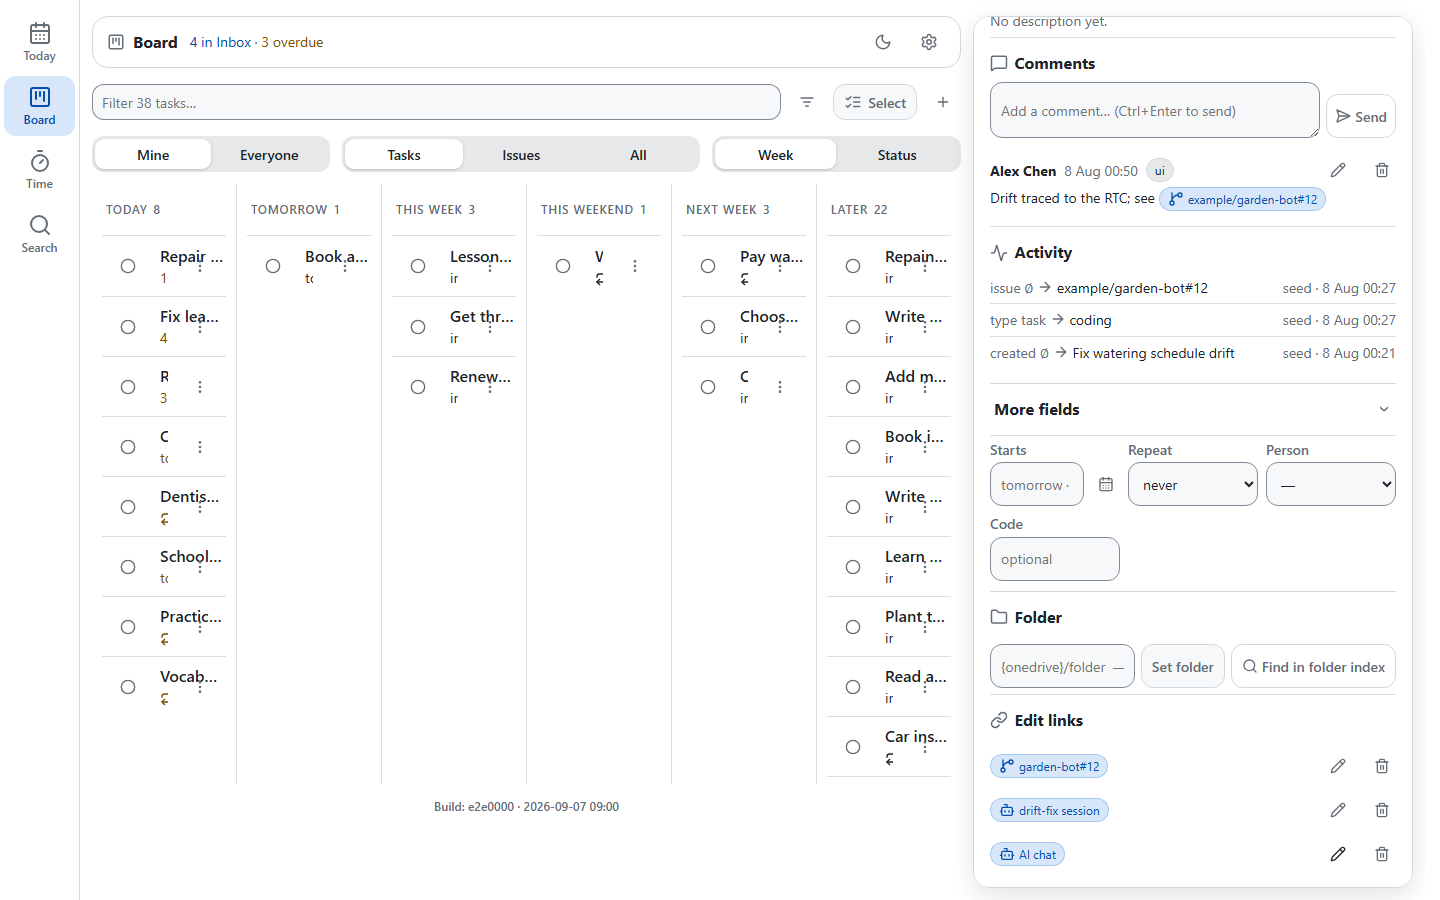 Today
Board
Time
Search
Board 4 in Inbox · 3 overdue
Filter 38 tasks...
Select
Mine Everyone
Tasks Issues All
Week Status
TODAY 8
Repair ...
1
Fix lea...
4
R
3
C
Dentis...
School...
Practic...
Vocab...
TOMORROW 1
Book a...
THIS WEEK 3
Lesson...
Get thr...
Renew...
THIS WEEKEND 1
NEXT WEEK 3
Pay wa...
Choos...
C
LATER 22
Repain...
Write ...
Add m...
Book i...
Write ...
Learn ...
Plant t...
Read a...
Car ins...
Build: e2e0000 · 2026-09-07 09:00
No description yet.
Comments
Add a comment... (Ctrl+Enter to send)
Send
Alex Chen 8 Aug 00:50 ui
Drift traced to the RTC; see example/garden-bot#12
Activity
issue ∅ → example/garden-bot#12 seed · 8 Aug 00:27
type task → coding seed · 8 Aug 00:27
created ∅ → Fix watering schedule drift seed · 8 Aug 00:21
More fields
Starts Repeat Person
tomorrow · never —
Code
optional
Folder
{onedrive}/folder — Set folder Find in folder index
Edit links
garden-bot#12
drift-fix session
AI chat